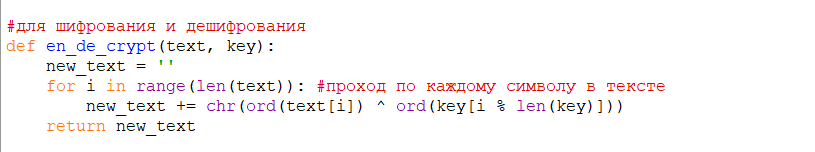 #для шифрования и дешифрования
def en_de_crypt(text, key):
    new_text = ''
    for i in range(len(text)): #проход по каждому символу в тексте
        new_text += chr(ord(text[i]) ^ ord(key[i % len(key)]))
    return new_text